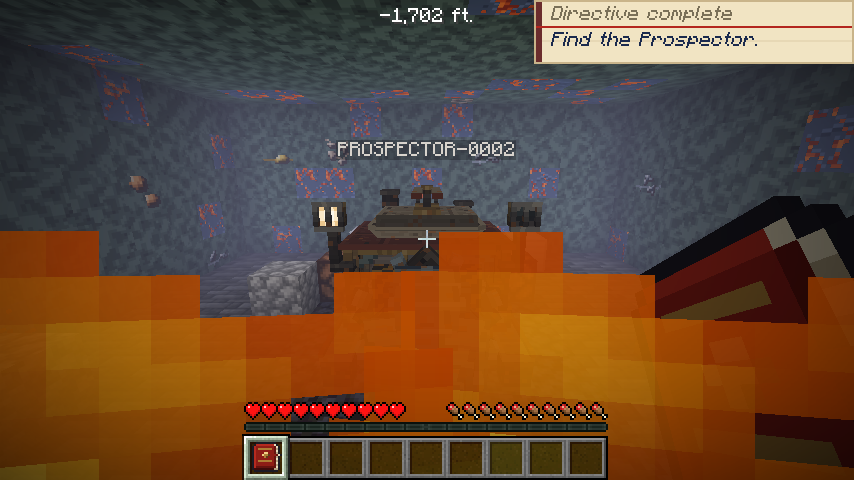 -1,702 ft.
Directive complete
Find the Prospector.
PROSPECTOR-0002